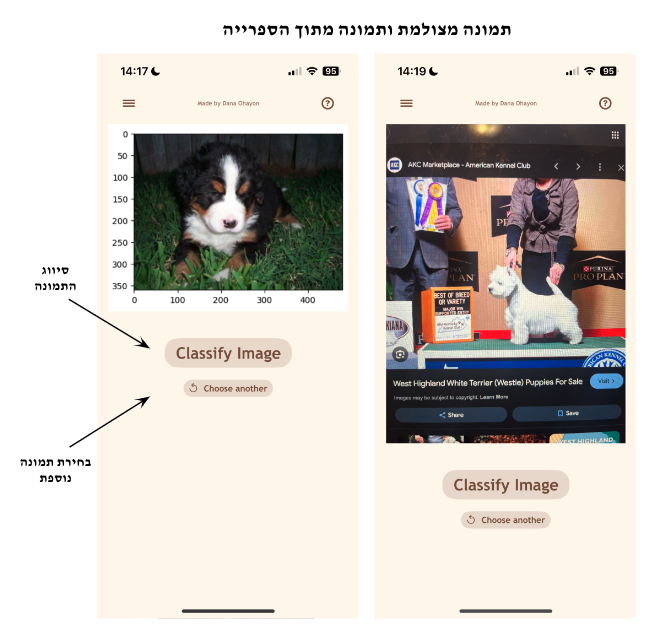 תמונה מצולמת ותמונה מתוך הספרייה
14:17
95
Made by Dana Ohayon
0
50
100
150
200
250
300
350
0 100 200 300 400
סיווג
התמונה
Classify Image
Choose another
בחירת תמונה
נוספת
14:19
95
Made by Dana Ohayon
AKC
AKC Marketplace - American Kennel Club
PURINA
PRO PLAN
BEST OF BREED
OR VARIETY
West Highland White Terrier (Westie) Puppies For Sale
Visit >
Images may be subject to copyright. Learn More
Share
Save
WEST HIGHLAND
Classify Image
Choose another